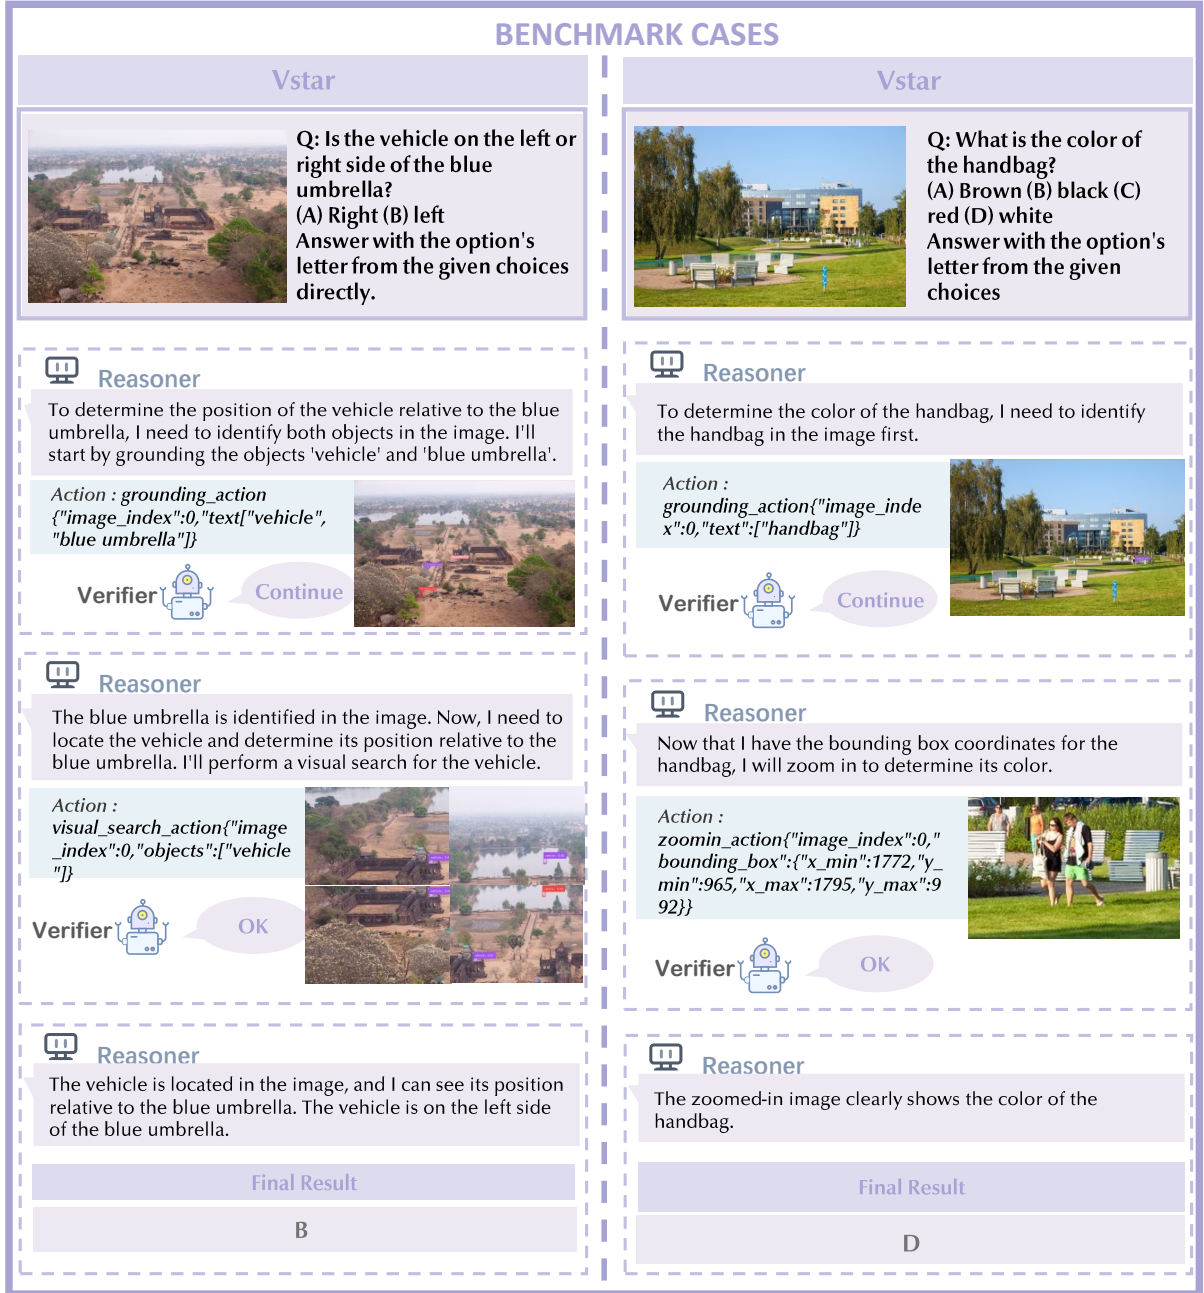 BENCHMARK CASES
Vstar
Q: Is the vehicle on the left or
right side of the blue
umbrella?
(A) Right (B) left
Answer with the option's
letter from the given choices
directly.
Reasoner
To determine the position of the vehicle relative to the blue
umbrella, I need to identify both objects in the image. I'll
start by grounding the objects 'vehicle' and 'blue umbrella'.
Action : grounding_action
{"image_index":0,"text["vehicle",
"blue umbrella"]}
Verifier
Continue
Reasoner
The blue umbrella is identified in the image. Now, I need to
locate the vehicle and determine its position relative to the
blue umbrella. I'll perform a visual search for the vehicle.
Action :
visual_search_action{"image
_index":0,"objects":["vehicle
"]}
Verifier
OK
Reasoner
The vehicle is located in the image, and I can see its position
relative to the blue umbrella. The vehicle is on the left side
of the blue umbrella.
Final Result
B
Vstar
Q: What is the color of
the handbag?
(A) Brown (B) black (C)
red (D) white
Answer with the option's
letter from the given
choices
Reasoner
To determine the color of the handbag, I need to identify
the handbag in the image first.
Action :
grounding_action{"image_inde
x":0,"text":["handbag"]}
Verifier
Continue
Reasoner
Now that I have the bounding box coordinates for the
handbag, I will zoom in to determine its color.
Action :
zoomin_action{"image_index":0,"
bounding_box":{"x_min":1772,"y_
min":965,"x_max":1795,"y_max":9
92}}
Verifier
OK
Reasoner
The zoomed-in image clearly shows the color of the
handbag.
Final Result
D